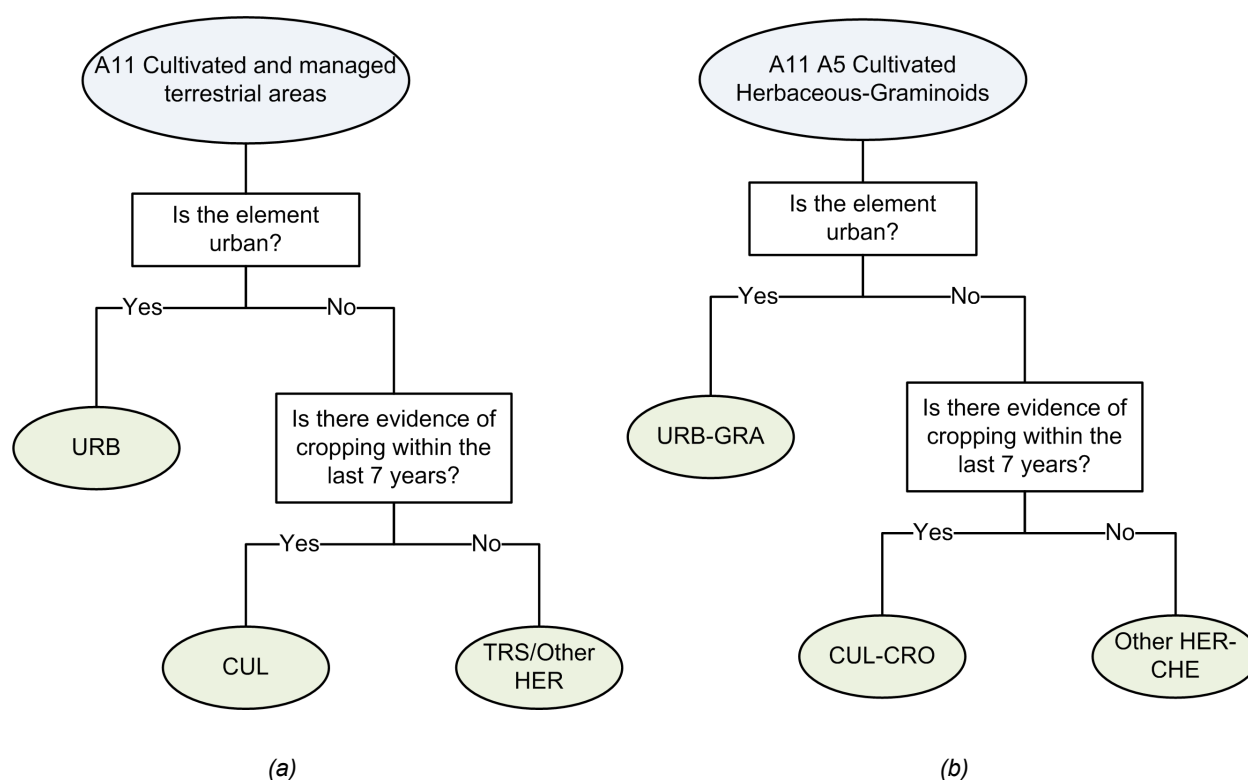 A11 Cultivated and managed
terrestrial areas
Is the element
urban?
Yes
No
URB
Is there evidence of
cropping within the
last 7 years?
Yes
No
CUL
TRS/Other
HER
(a)
A11 A5 Cultivated
Herbaceous-Graminoids
Is the element
urban?
Yes
No
URB-GRA
Is there evidence of
cropping within the
last 7 years?
Yes
No
CUL-CRO
Other HER-
CHE
(b)